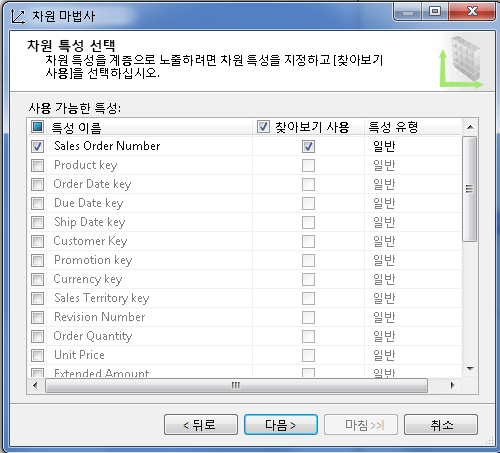 차원 마법사
차원 특성 선택
차원 특성을 계층으로 노출하려면 차원 특성을 지정하고 [찾아보기
사용]을 선택하십시오.
사용 가능한 특성:
특성 이름 찾아보기 사용 특성 유형
Sales Order Number 일반
Product key 일반
Order Date key 일반
Due Date key 일반
Ship Date key 일반
Customer Key 일반
Promotion key 일반
Currency key 일반
Sales Territory key 일반
Revision Number 일반
Order Quantity 일반
Unit Price 일반
Extended Amount 일반
< 뒤로 다음 > 마침 >>| 취소